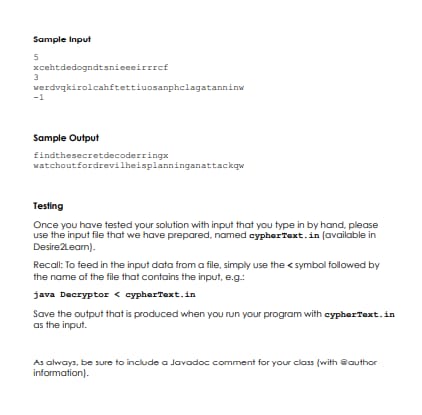 Sample Input
5
xcehtdedogndtsnieeeirrrcf
3
werdvqkirolcahftettiuosanphclagatanninw
-1
Sample Output
findthesecretdecoderringx
watchoutfordrevilheisplanninganattackqw
Testing
Once you have tested your solution with input that you type in by hand, please
use the input file that we have prepared, named cypherText.in (available in
Desire2Learn).
Recall: To feed in the input data from a file, simply use the < symbol followed by
the name of the file that contains the input, e.g.:
java Decryptor < cypherText.in
Save the output that is produced when you run your program with cypherText.in
as the input.
As always, be sure to include a Javadoc comment for your class (with @author
information).